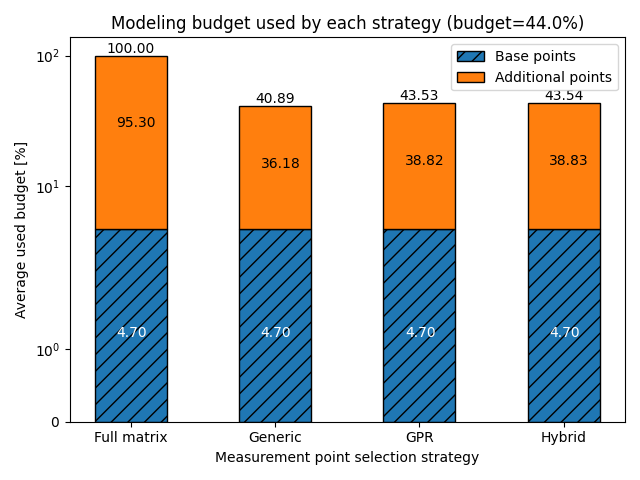 Modeling budget used by each strategy (budget=44.0%)
Base points
Additional points
100.00
40.89
43.53
43.54
95.30
36.18
38.82
38.83
4.70
4.70
4.70
4.70
Average used budget [%]
10²
10¹
10⁰
0
Full matrix
Generic
GPR
Hybrid
Measurement point selection strategy